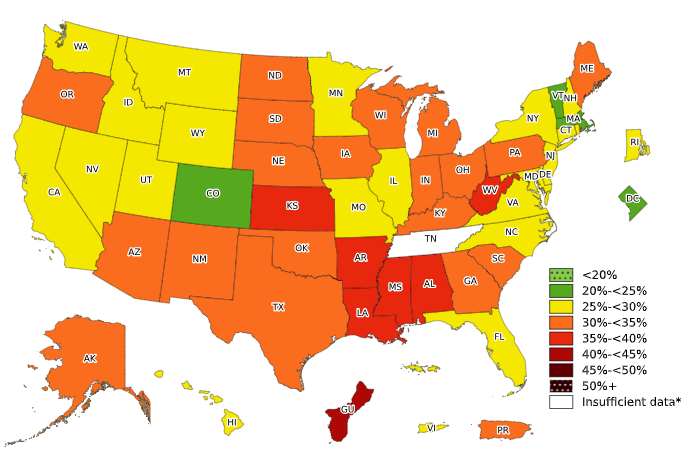 WA
MT
ND
MN
ME
OR
ID
SD
WI
MI
VT
NH
NY
MA
CT
RI
WY
NE
IA
PA
NJ
NV
UT
CO
IL
IN
OH
MD
DE
CA
KS
MO
KY
WV
VA
DC
AZ
NM
OK
AR
TN
NC
SC
TX
LA
MS
AL
GA
FL
AK
HI
GU
VI
PR
<20%
20%-<25%
25%-<30%
30%-<35%
35%-<40%
40%-<45%
45%-<50%
50%+
Insufficient data*